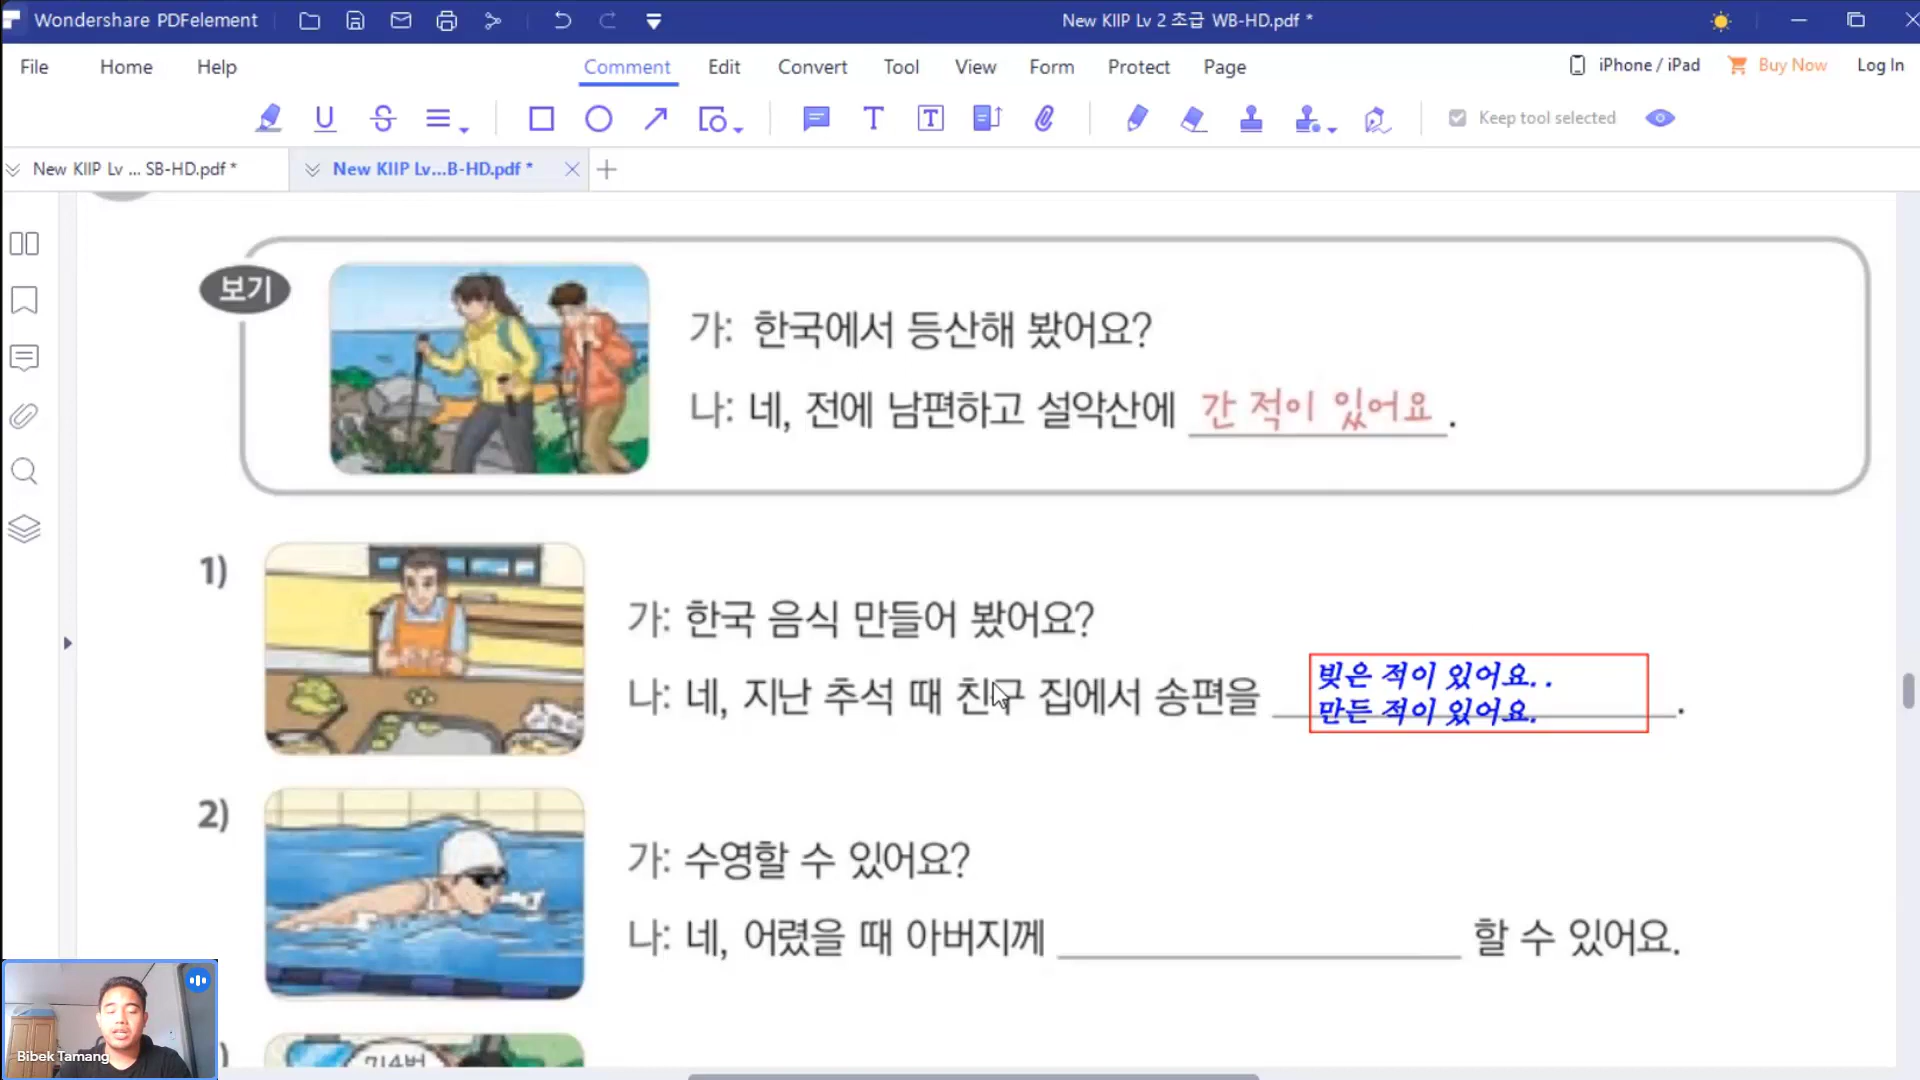 Wondershare PDFelement
New KIIP Lv 2 초급 WB-HD.pdf *
File Home Help Comment Edit Convert Tool View Form Protect Page iPhone / iPad Buy Now Log In
Keep tool selected
New KIIP Lv ... SB-HD.pdf *
New KIIP Lv...B-HD.pdf *
보기
가: 한국에서 등산해 봤어요?
나: 네, 전에 남편하고 설악산에 간 적이 있어요.
1)
가: 한국 음식 만들어 봤어요?
빚은 적이 있어요. .
나: 네, 지난 추석 때 친구 집에서 송편을 만든 적이 있어요. .
2)
가: 수영할 수 있어요?
나: 네, 어렸을 때 아버지께 할 수 있어요.
Bibek Tamang